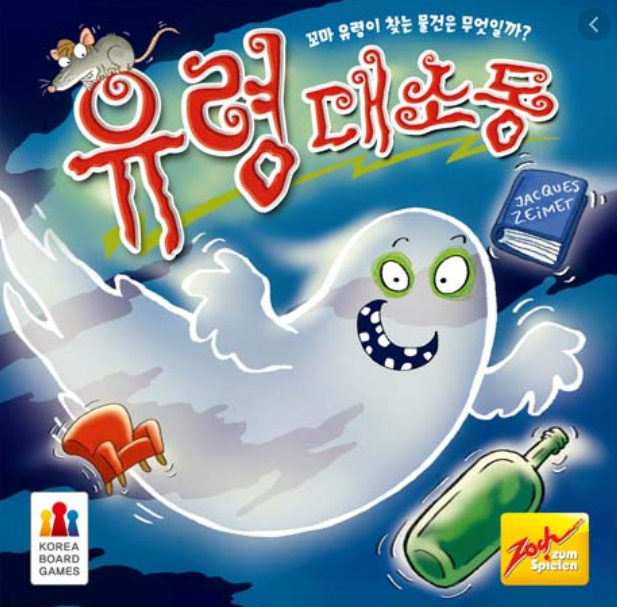 꼬마 유령이 찾는 물건은 무엇일까?
유령대소동
JACQUES
ZEIMET
KOREA
BOARD
GAMES
Zoch
zum
Spielen